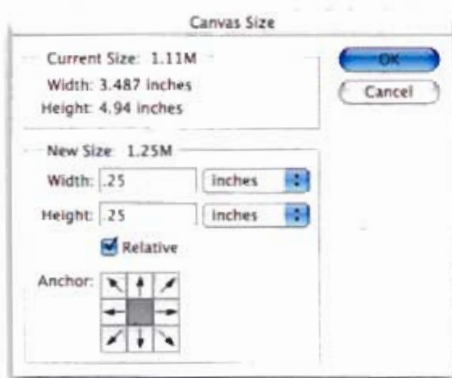 Canvas Size
Current Size: 1.11M
Width: 3.487 inches
Height: 4.94 inches
OK
Cancel
New Size: 1.25M
Width: .25 inches
Height: .25 inches
Relative
Anchor: